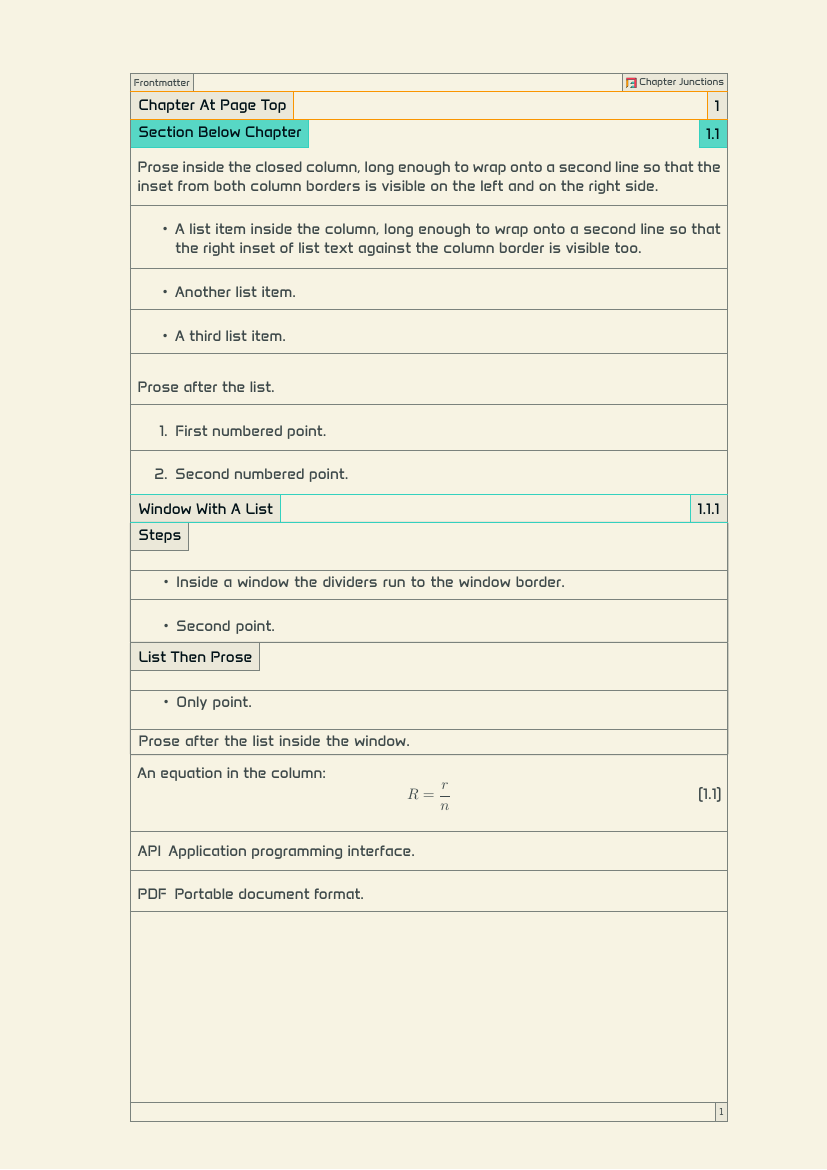 Frontmatter
Chapter Junctions
Chapter At Page Top 1
Section Below Chapter 1.1
Prose inside the closed column, long enough to wrap onto a second line so that the
inset from both column borders is visible on the left and on the right side.
• A list item inside the column, long enough to wrap onto a second line so that
the right inset of list text against the column border is visible too.
• Another list item.
• A third list item.
Prose after the list.
1. First numbered point.
2. Second numbered point.
Window With A List 1.1.1
Steps
• Inside a window the dividers run to the window border.
• Second point.
List Then Prose
• Only point.
Prose after the list inside the window.
An equation in the column:
R = r/n [1.1]
API Application programming interface.
PDF Portable document format.
1